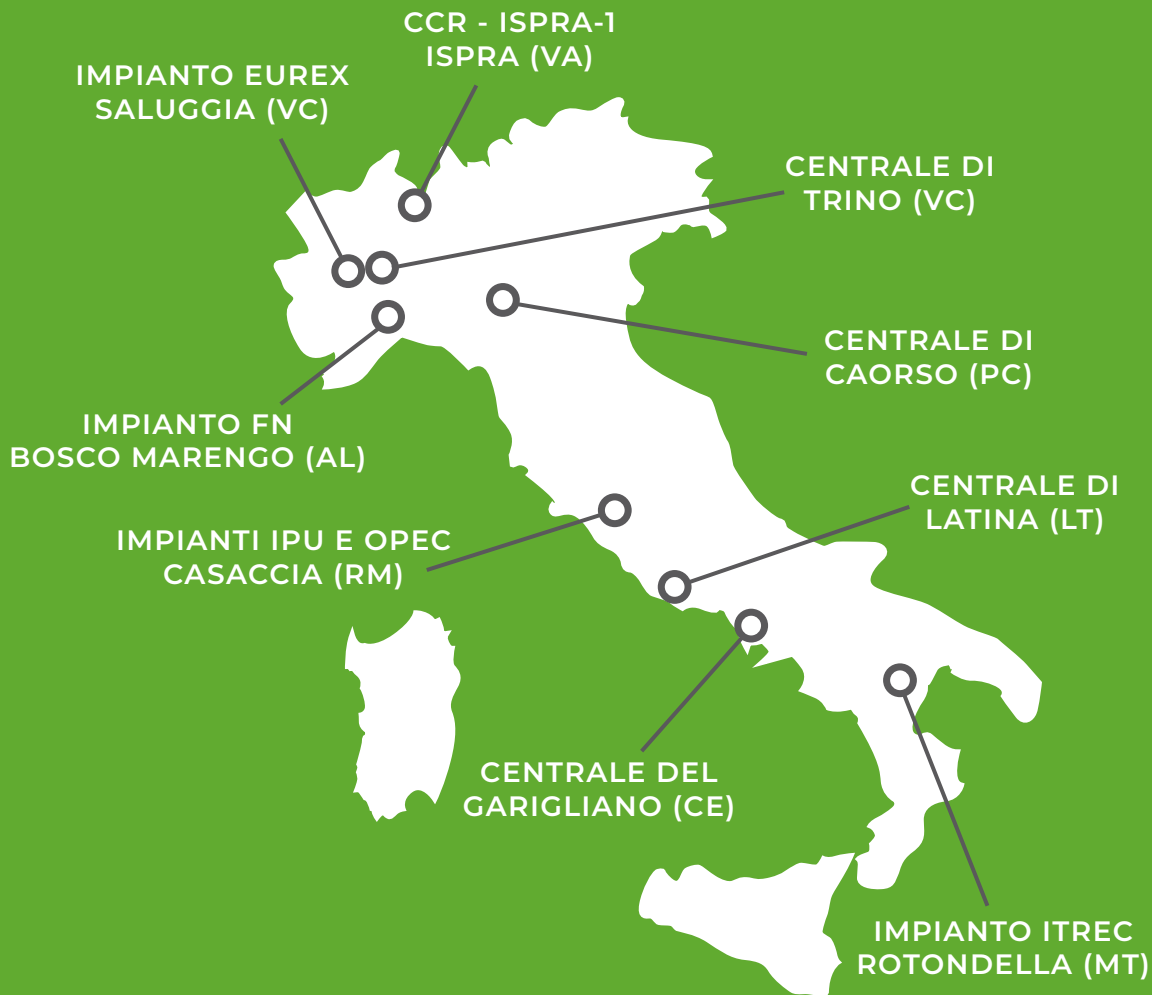 CCR - ISPRA-1
ISPRA (VA)
IMPIANTO EUREX
SALUGGIA (VC)
CENTRALE DI
TRINO (VC)
CENTRALE DI
CAORSO (PC)
IMPIANTO FN
BOSCO MARENGO (AL)
CENTRALE DI
LATINA (LT)
IMPIANTI IPU E OPEC
CASACCIA (RM)
CENTRALE DEL
GARIGLIANO (CE)
IMPIANTO ITREC
ROTONDELLA (MT)